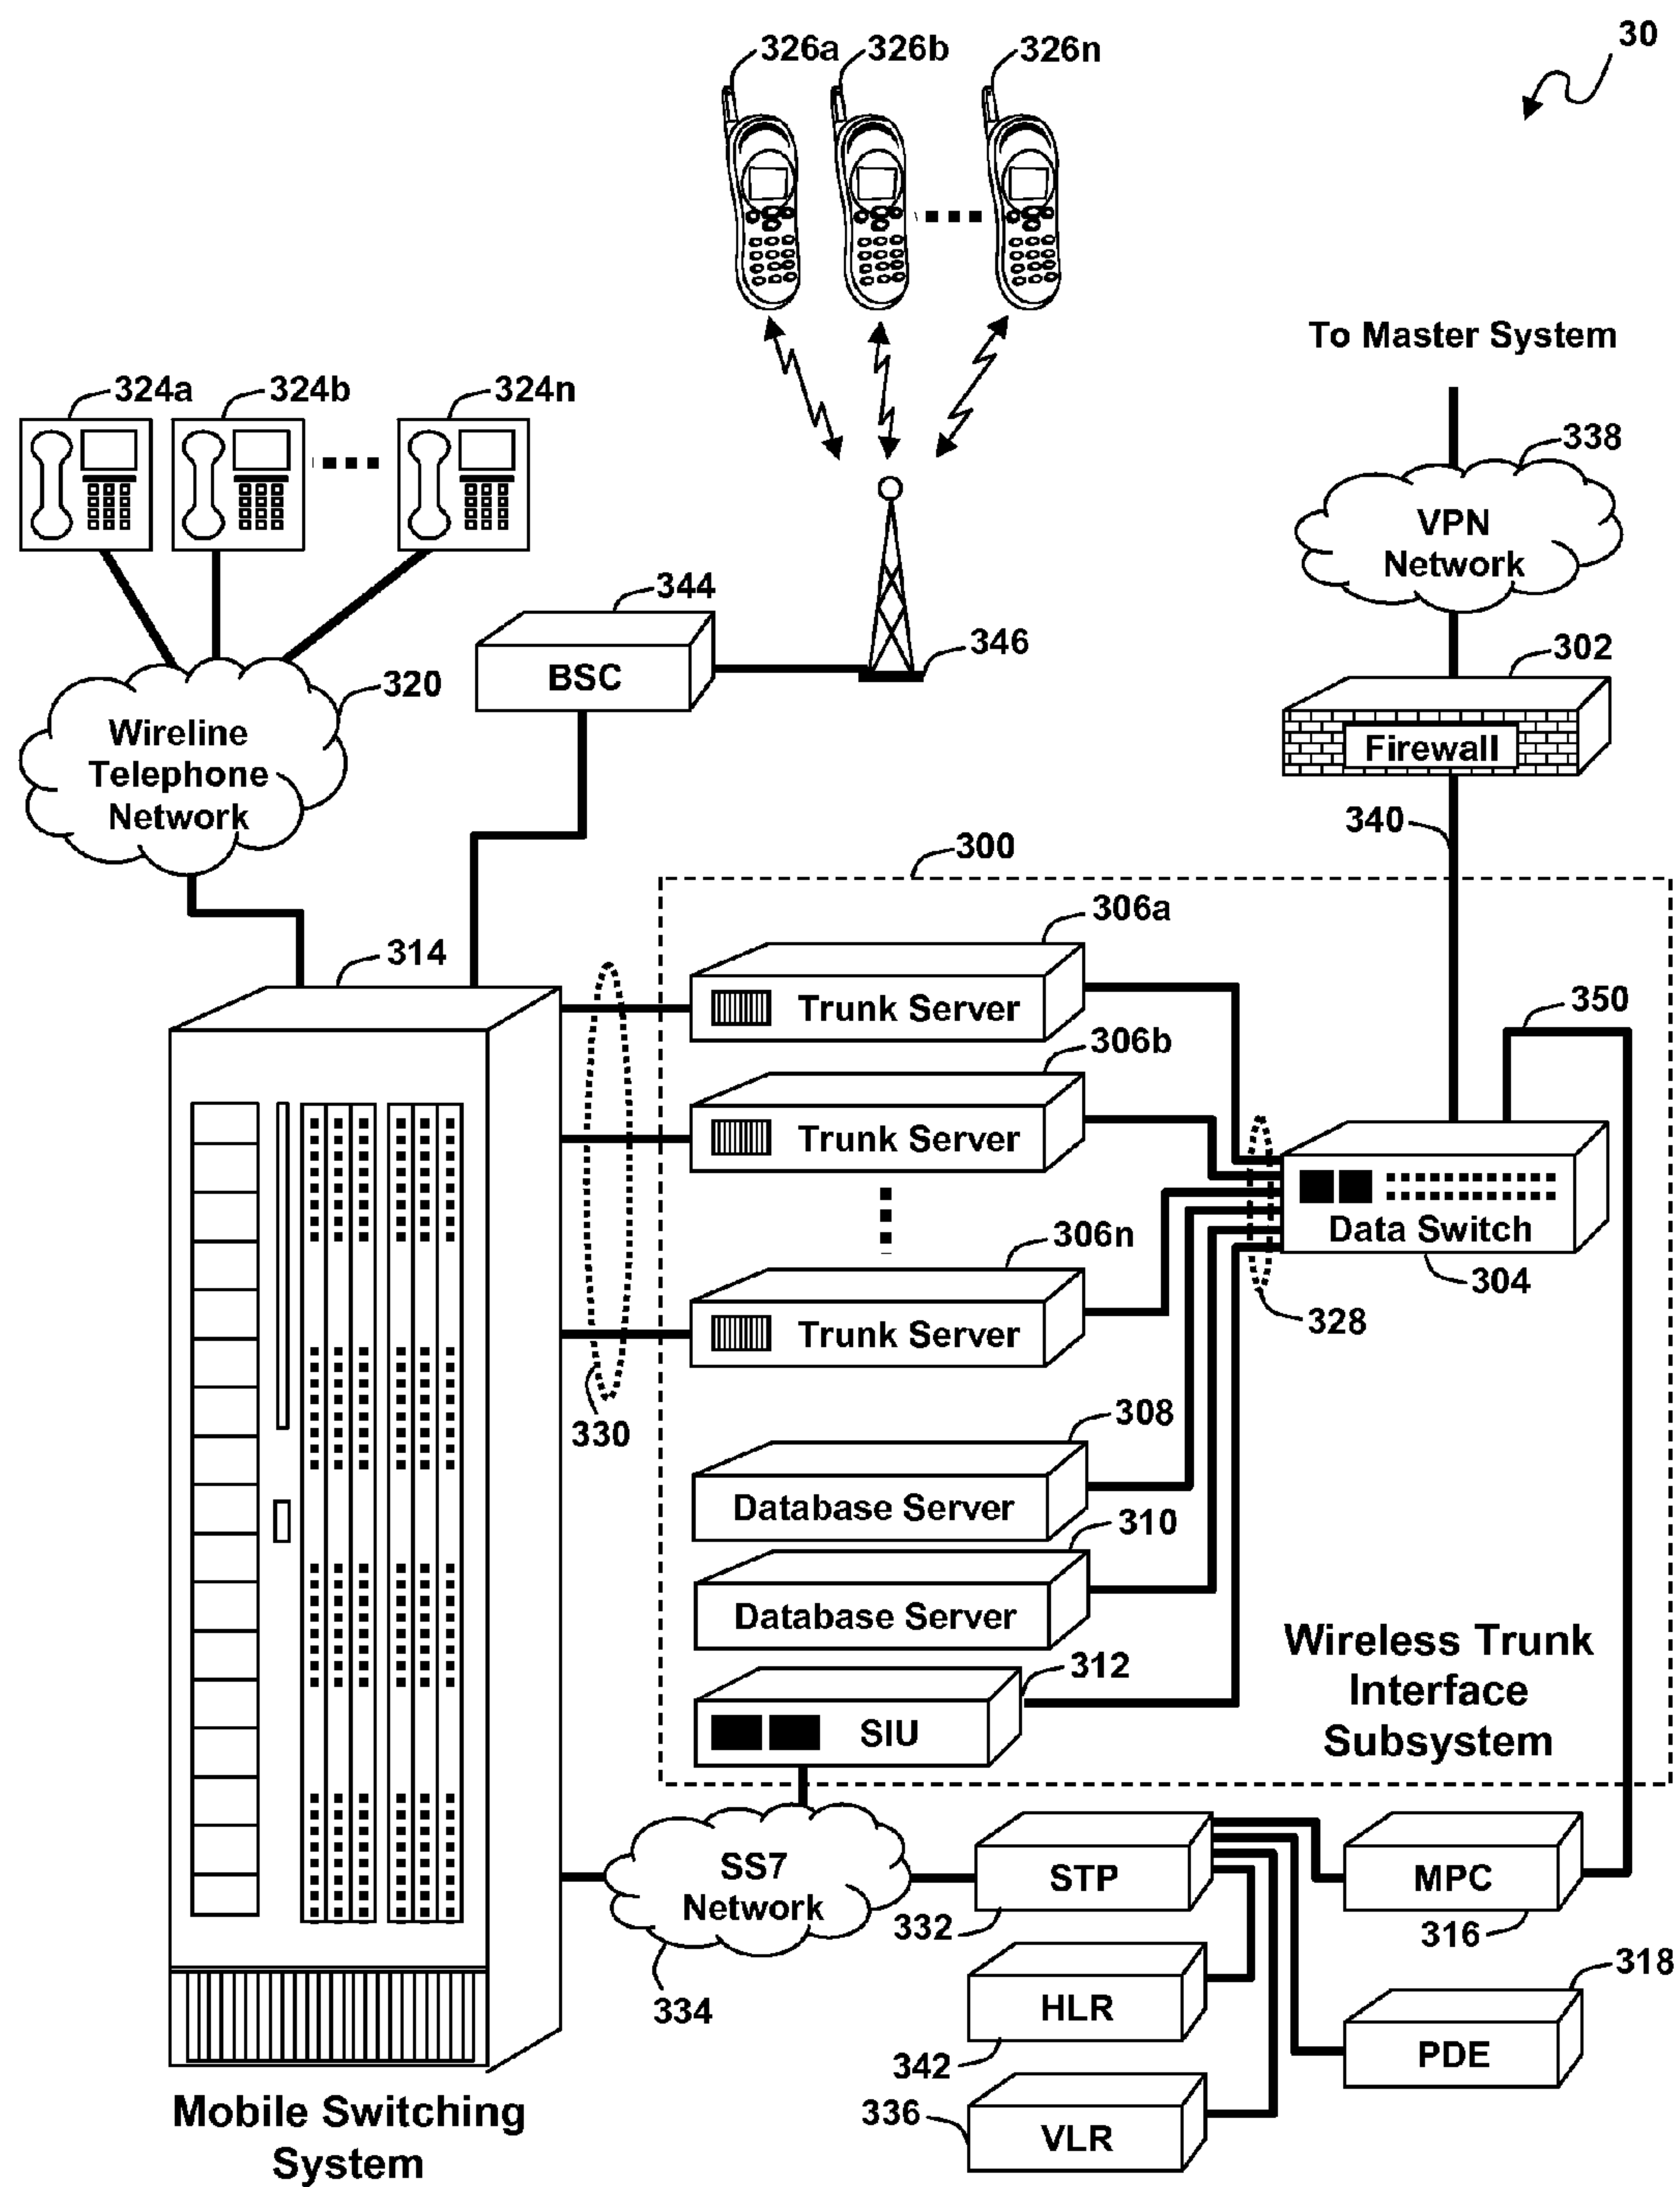 30
326a
326b
326n
To Master System
324a
324b
324n
338
VPN
Network
344
BSC
346
302
Firewall
320
Wireline
Telephone
Network
340
300
306a
314
Trunk Server
350
306b
Trunk Server
306n
Data Switch
304
Trunk Server
328
330
308
Database Server
310
Database Server
Wireless Trunk
Interface
Subsystem
312
SIU
SS7
Network
334
STP
332
MPC
316
HLR
342
318
PDE
336
VLR
Mobile Switching
System